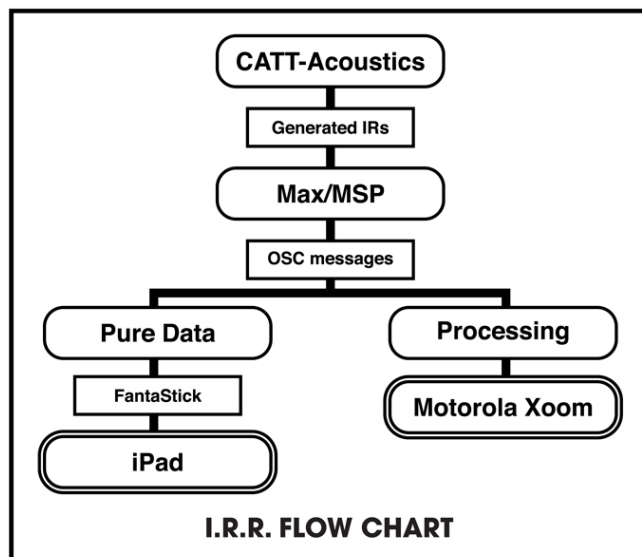 CATT-Acoustics
Generated IRs
Max/MSP
OSC messages
Pure Data
Processing
FantaStick
Motorola Xoom
iPad
I.R.R. FLOW CHART